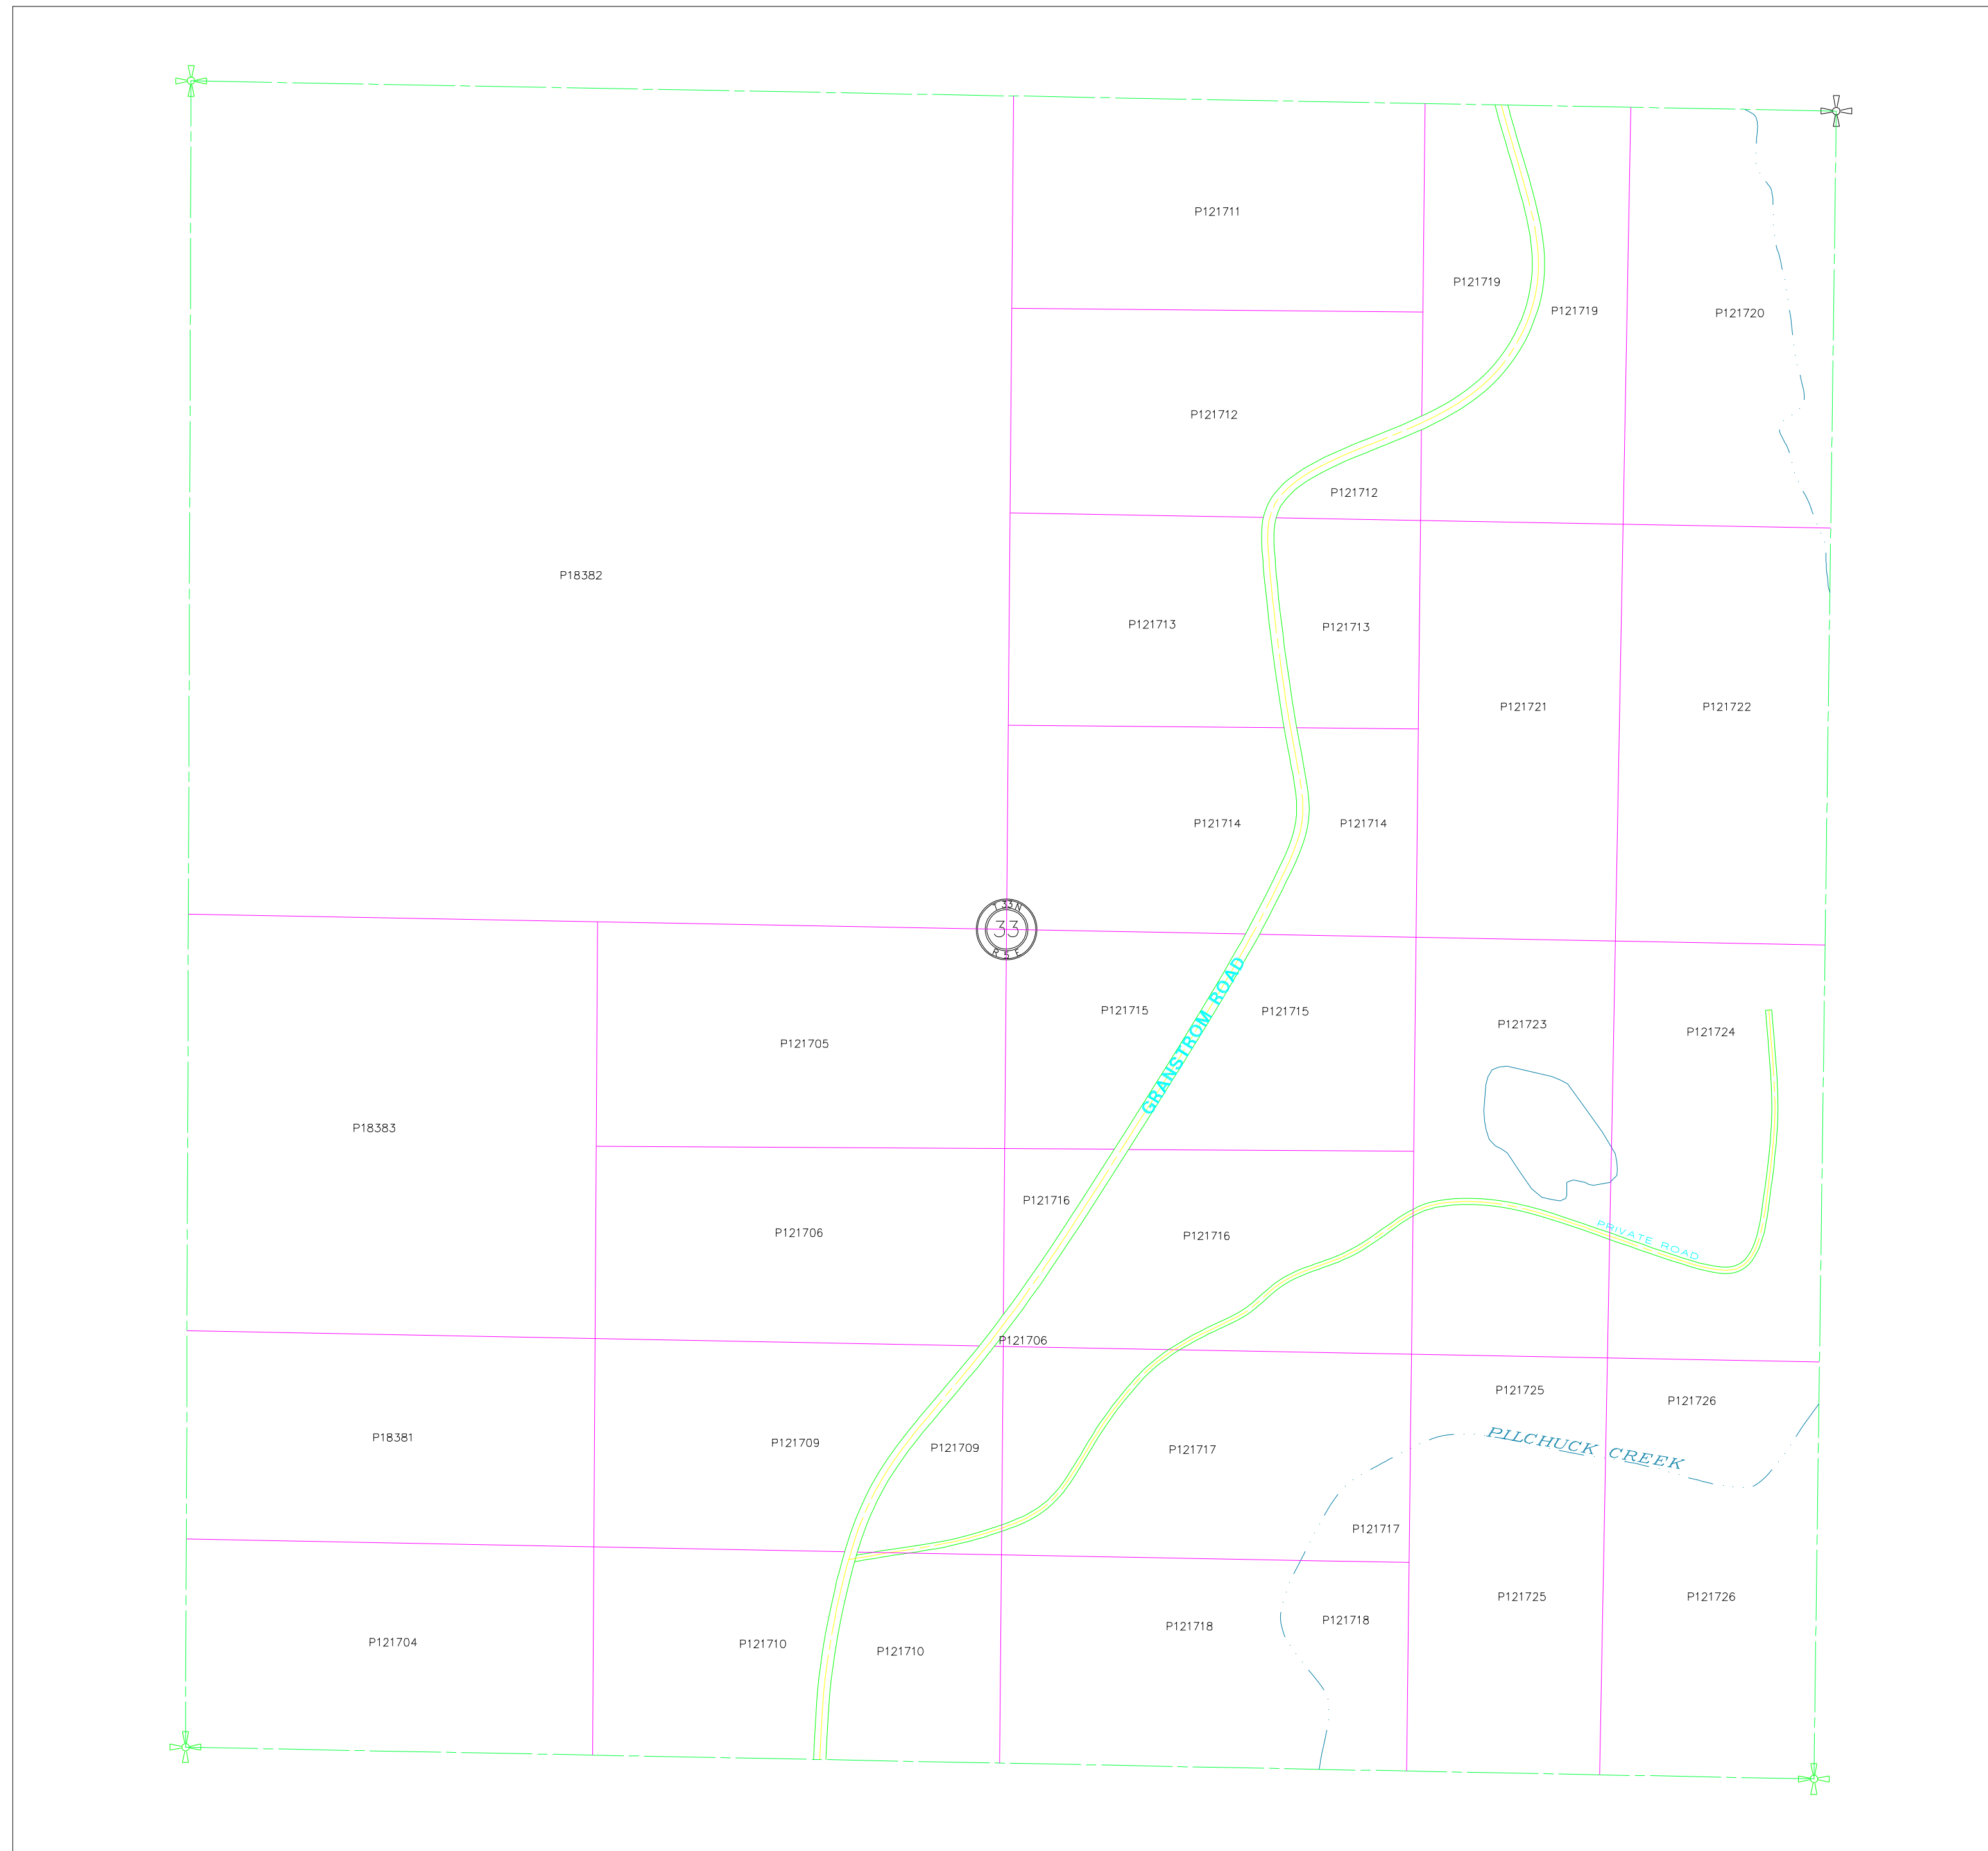 P121711
P121719
P121719
P121720
P121712
P121712
P18382
P121713
P121713
P121721
P121722
P121714
P121714
T 33 N
33
R 5 E
GRANSTROM ROAD
P121715
P121715
P121723
P121724
P121705
P18383
P121716
P121706
P121716
PRIVATE ROAD
P121706
P121725
P121726
P18381
P121709
P121709
P121717
PILCHUCK CREEK
P121717
P121725
P121726
P121704
P121710
P121710
P121718
P121718